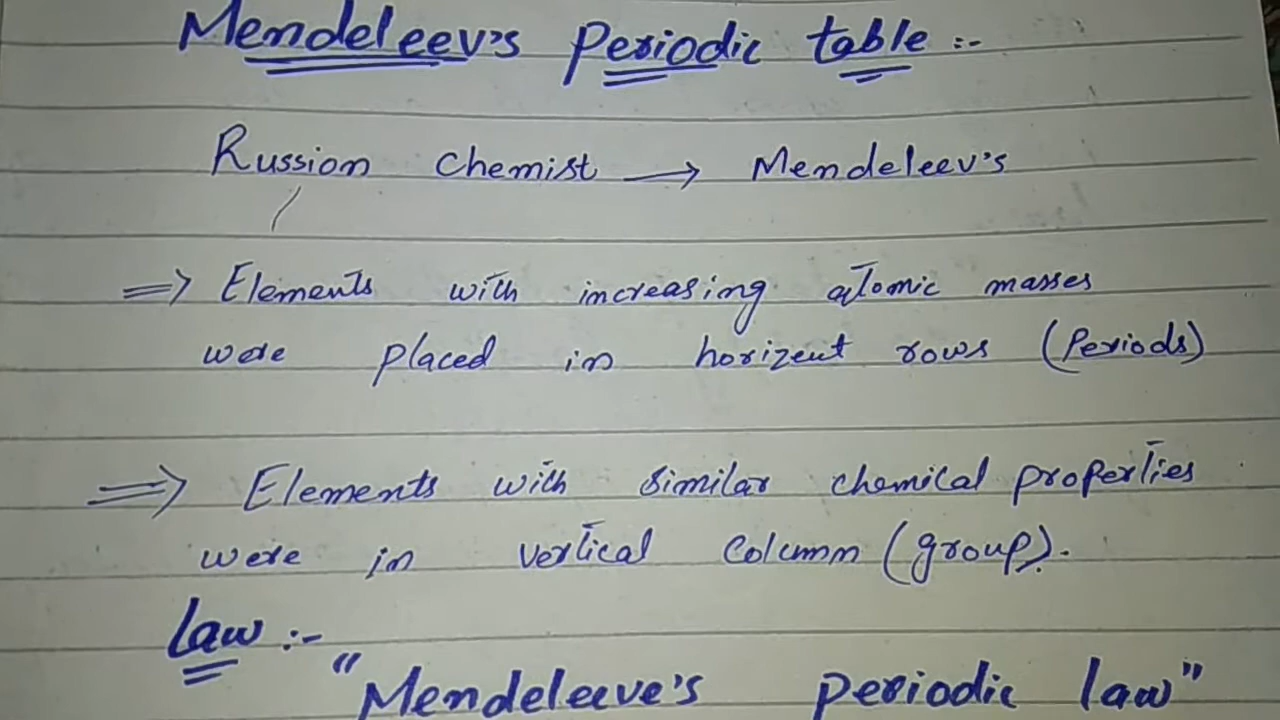 Mendeleev's Periodic table :-
Russion Chemist → Mendeleev's
⇒ Elements with increasing atomic masses
were placed in horizent rows (Periods)
⇒ Elements with similar chemical properties
were in vertical Column (group).
Law :-
"Mendeleeve's periodic law"